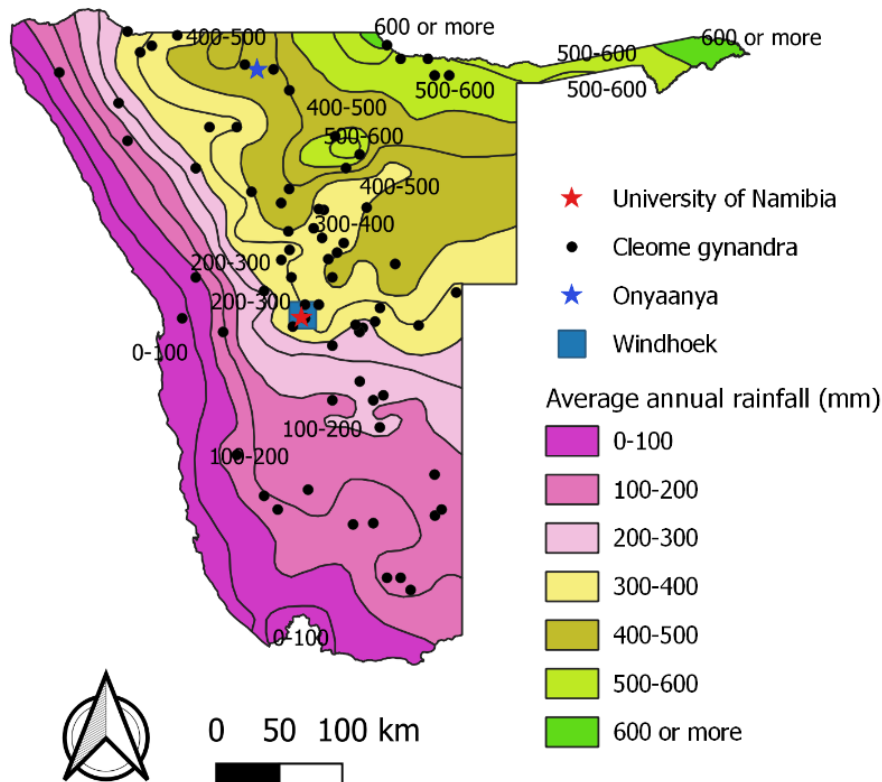 600 or more
400-500
500-600
600 or more
500-600
500-600
400-500
500-600
400-500
300-400
200-300
200-300
0-100
100-200
100-200
0-100
University of Namibia
Cleome gynandra
Onyaanya
Windhoek
Average annual rainfall (mm)
0-100
100-200
200-300
300-400
400-500
500-600
600 or more
0 50 100 km